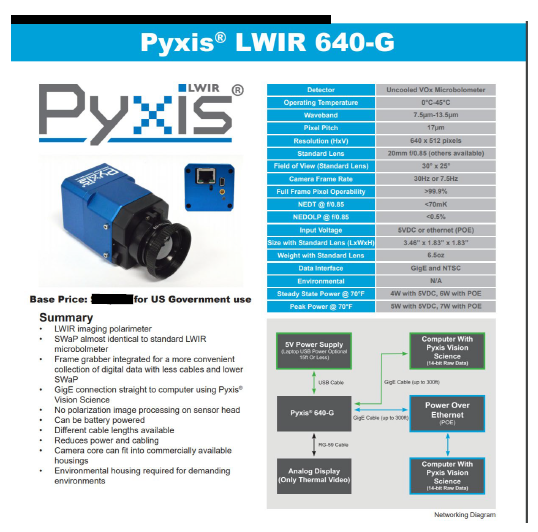 Pyxis® LWIR 640-G
LWIR ®
Pyxis
Base Price: for US Government use
Summary
• LWIR imaging polarimeter
• SWaP almost identical to standard LWIR
microbolmeter
• Frame grabber integrated for a more convenient
collection of digital data with less cables and lower
SWaP
• GigE connection straight to computer using Pyxis®
Vision Science
• No polarization image processing on sensor head
• Can be battery powered
• Different cable lengths available
• Reduces power and cabling
• Camera core can fit into commercially available
housings
• Environmental housing required for demanding
environments
Detector Uncooled VOx Microbolometer
Operating Temperature 0°C-45°C
Waveband 7.5µm-13.5µm
Pixel Pitch 17µm
Resolution (HxV) 640 x 512 pixels
Standard Lens 20mm f/0.85 (others available)
Field of View (Standard Lens) 30° x 25°
Camera Frame Rate 30Hz or 7.5Hz
Full Frame Pixel Operability >99.9%
NEDT @ f/0.85 <70mK
NEDOLP @ f/0.85 <0.5%
Input Voltage 5VDC or ethernet (POE)
Size with Standard Lens (LxWxH) 3.46" x 1.83" x 1.83"
Weight with Standard Lens 6.5oz
Data Interface GigE and NTSC
Environmental N/A
Steady State Power @ 70°F 4W with 5VDC, 6W with POE
Peak Power @ 70°F 5W with 5VDC, 7W with POE
5V Power Supply
(Laptop USB Power Optional
15ft Or Less)
Computer With
Pyxis Vision
Science
(14-bit Raw Data)
USB Cable
GigE Cable (up to 300ft)
Pyxis® 640-G
GigE Cable (up to 300ft)
Power Over
Ethernet
(POE)
RG-59 Cable
Analog Display
(Only Thermal Video)
Computer With
Pyxis Vision
Science
(14-bit Raw Data)
Networking Diagram